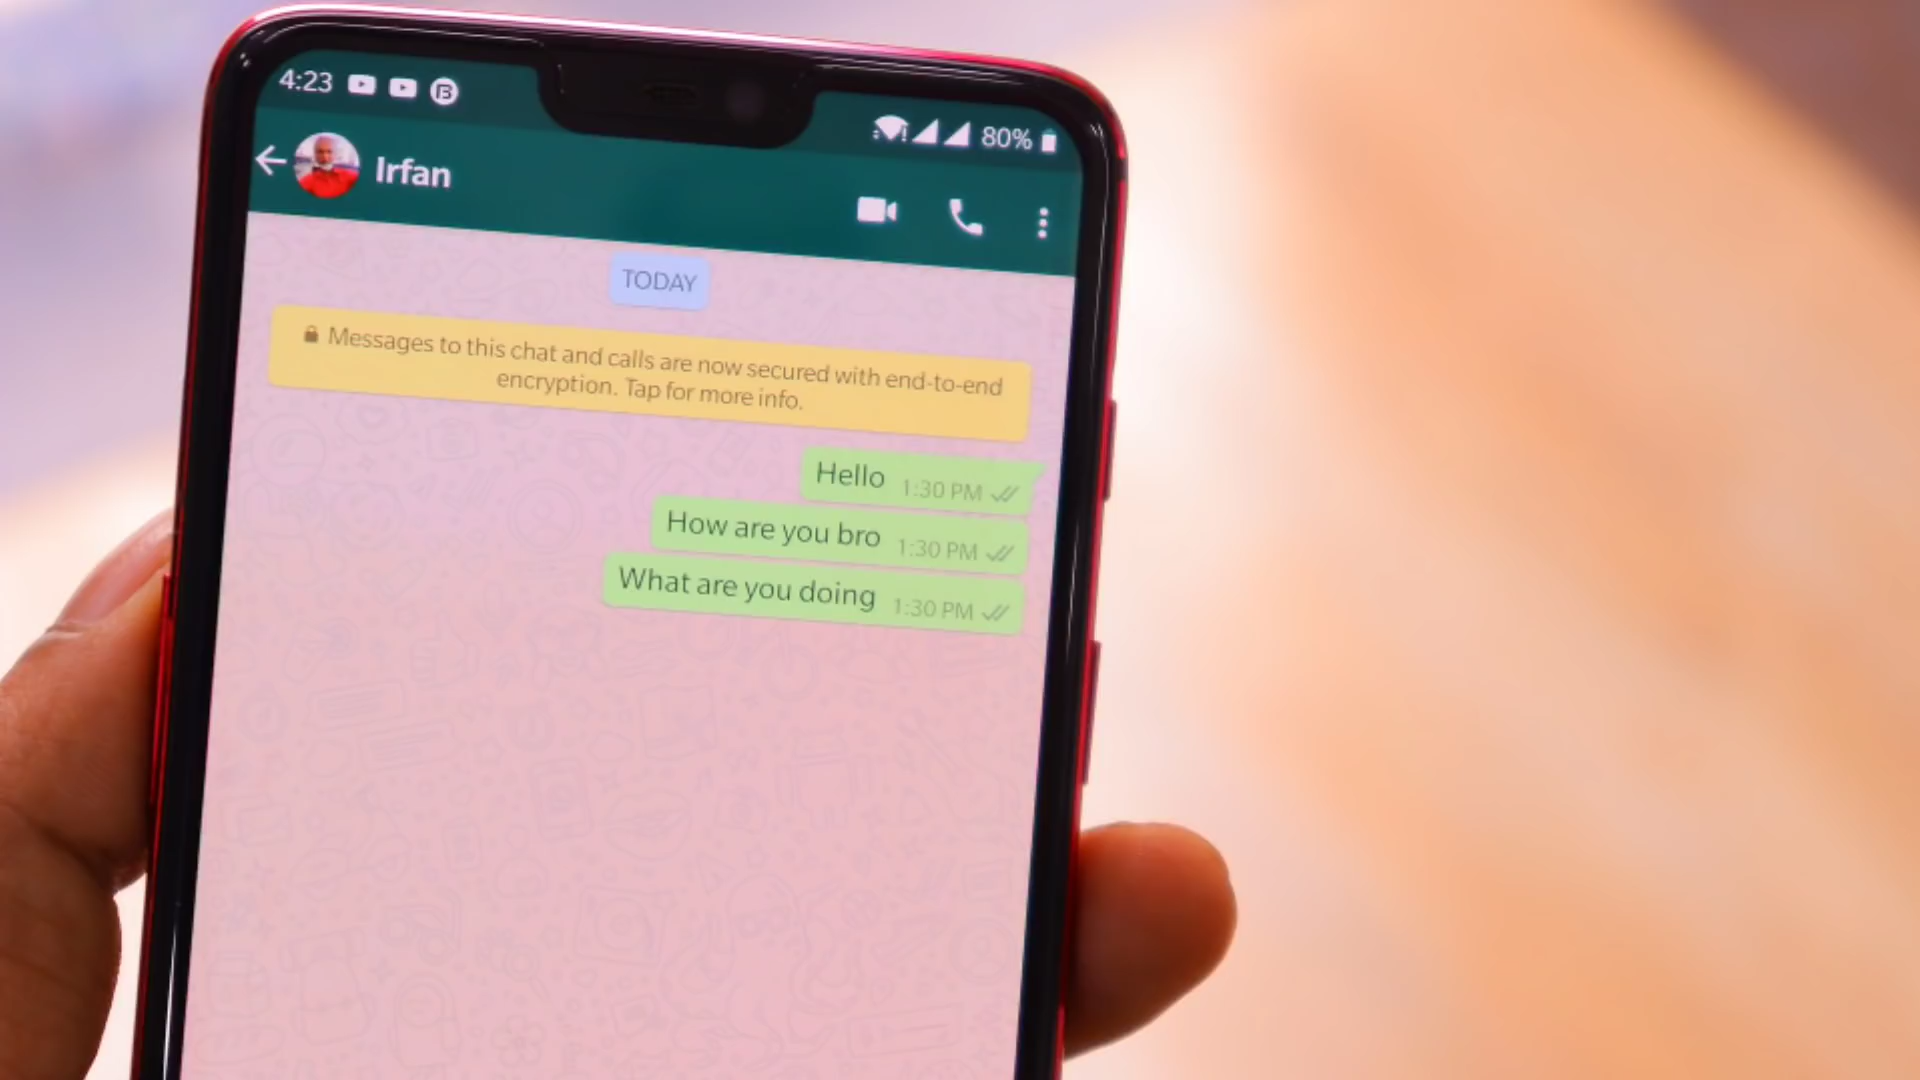 4:23
80%
Irfan
TODAY
Messages to this chat and calls are now secured with end-to-end
encryption. Tap for more info.
Hello 1:30 PM
How are you bro 1:30 PM
What are you doing 1:30 PM